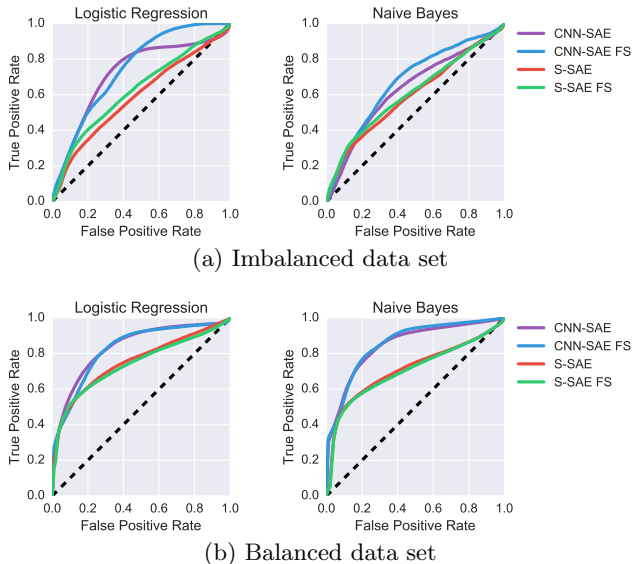 Logistic Regression
Naive Bayes
1.0
0.8
0.6
0.4
0.2
0.0
True Positive Rate
0.0 0.2 0.4 0.6 0.8 1.0
False Positive Rate
1.0
0.8
0.6
0.4
0.2
0.0
True Positive Rate
0.0 0.2 0.4 0.6 0.8 1.0
False Positive Rate
CNN-SAE
CNN-SAE FS
S-SAE
S-SAE FS
(a) Imbalanced data set
Logistic Regression
Naive Bayes
1.0
0.8
0.6
0.4
0.2
0.0
True Positive Rate
0.0 0.2 0.4 0.6 0.8 1.0
False Positive Rate
1.0
0.8
0.6
0.4
0.2
0.0
True Positive Rate
0.0 0.2 0.4 0.6 0.8 1.0
False Positive Rate
CNN-SAE
CNN-SAE FS
S-SAE
S-SAE FS
(b) Balanced data set